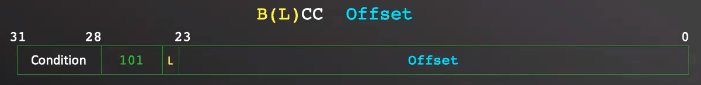 B(L)CC Offset
31 28 23 0
Condition 101 L Offset